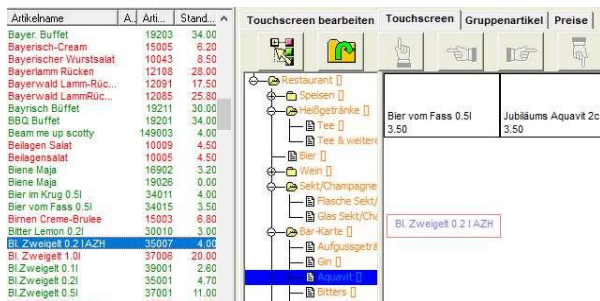 Artikelname A. Arti... Stand...
Bayer. Buffet 19203 34.00
Bayerisch-Cream 15005 6.20
Bayerischer Wurstsalat 10043 8.50
Bayerlamm Rücken 12108 28.00
Bayerwald Lamm-Rüc... 12091 17.50
Bayerwald LammRüc... 12085 25.80
Bayrisch Büffet 19211 30.00
BBQ Buffet 19201 34.00
Beam me up scotty 149003 4.00
Beilagen Salat 10009 4.50
Beilagensalat 10005 4.50
Biene Maja 16902 3.20
Biene Maja 19026 0.00
Bier im Krug 0.5l 34011 4.00
Bier vom Fass 0.5l 34015 3.50
Birnen Creme-Brulee 15003 6.80
Bitter Lemon 0.2l 30010 3.00
Bl. Zweigelt 0.2 l AZH 35007 4.00
Bl. Zweigelt 1.0l 37006 20.00
Bl.Zweigelt 0.1l 39001 2.60
Bl.Zweigelt 0.2l 35001 4.70
Bl.Zweigelt 0.5l 37001 11.00
Touchscreen bearbeiten Touchscreen Gruppenartikel Preise
Restaurant []
Speisen []
Heißgetränke []
Tee []
Tee & weitere
Bier []
Wein []
Sekt/Champagne
Flasche Sekt/
Glas Sekt/Cha
Bar-Karte []
Aufgussgeträ
Gin []
Aquavit []
Bitters []
Bier vom Fass 0.5l
3.50
Jubiläums Aquavit 2c
3.50
Bl. Zweigelt 0.2 l AZH